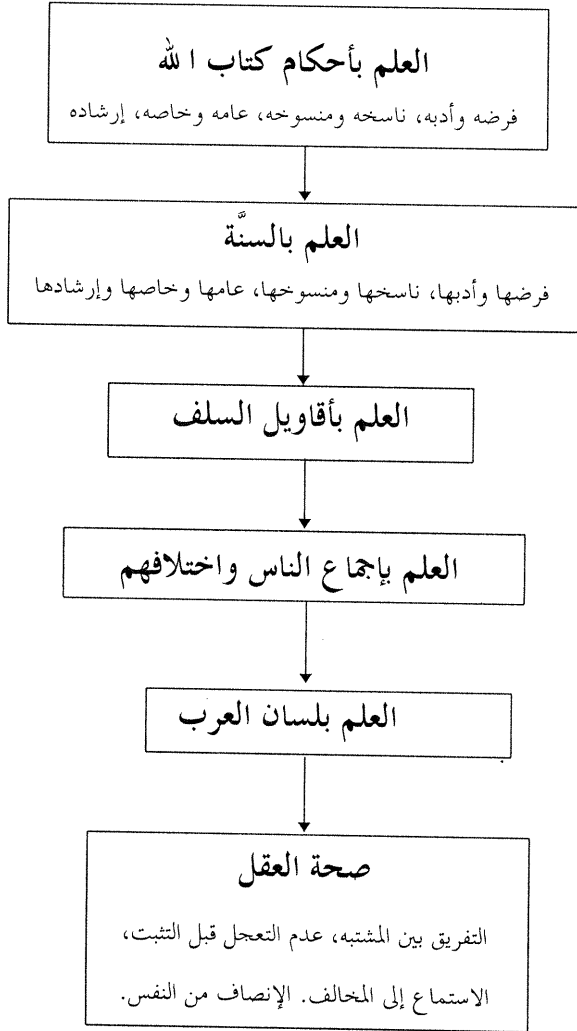 العلم بأحكام كتاب الله
فرضه وأدبه، ناسخه ومنسوخه، عامه وخاصه، إرشاده
العلم بالسنَّة
فرضها وأدبها، ناسخها ومنسوخها، عامها وخاصها وإرشادها
العلم بأقاويل السلف
العلم بإجماع الناس واختلافهم
العلم بلسان العرب
صحة العقل
التفريق بين المشتبه، عدم التعجل قبل التثبت،
الاستماع إلى المخالف. الإنصاف من النفس.